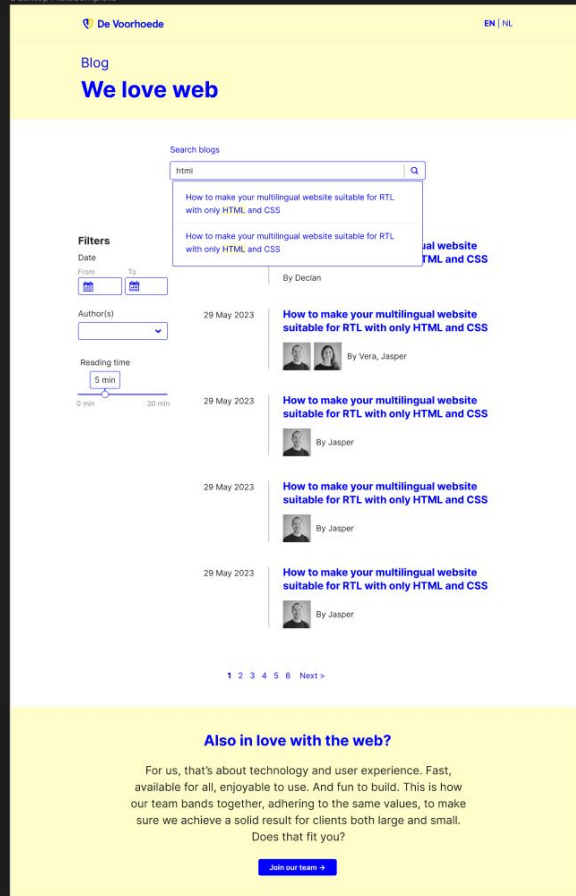 De Voorhoede
EN | NL
Blog
We love web
Search blogs
html
How to make your multilingual website suitable for RTL
with only HTML and CSS
How to make your multilingual website suitable for RTL
with only HTML and CSS
Filters
Date
From To
Author(s)
Reading time
5 min
0 min 30 min
ual website
TML and CSS
By Declan
29 May 2023
How to make your multilingual website
suitable for RTL with only HTML and CSS
By Vera, Jasper
29 May 2023
How to make your multilingual website
suitable for RTL with only HTML and CSS
By Jasper
29 May 2023
How to make your multilingual website
suitable for RTL with only HTML and CSS
By Jasper
29 May 2023
How to make your multilingual website
suitable for RTL with only HTML and CSS
By Jasper
1 2 3 4 5 6 Next >
Also in love with the web?
For us, that's about technology and user experience. Fast,
available for all, enjoyable to use. And fun to build. This is how
our team bands together, adhering to the same values, to make
sure we achieve a solid result for clients both large and small.
Does that fit you?
Join our team →